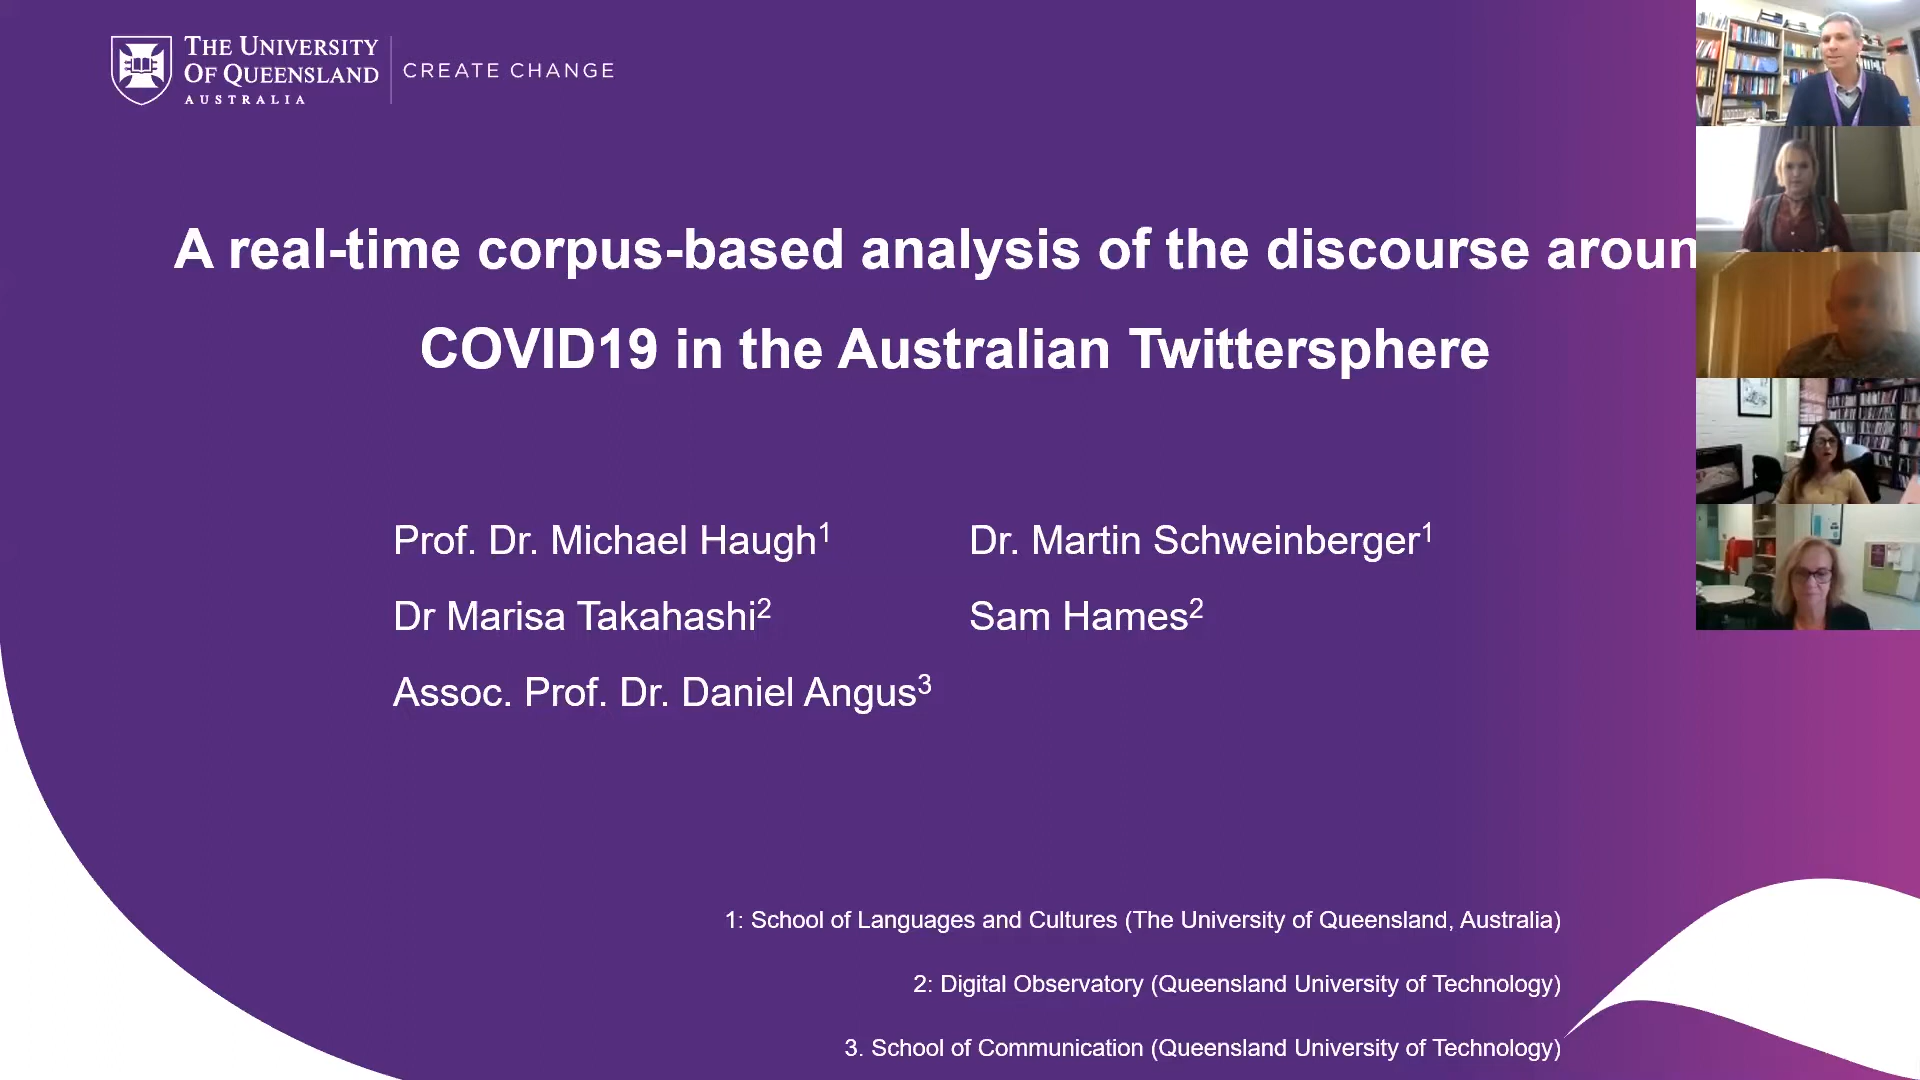 THE UNIVERSITY
OF QUEENSLAND
AUSTRALIA
CREATE CHANGE
A real-time corpus-based analysis of the discourse aroun
COVID19 in the Australian Twittersphere
Prof. Dr. Michael Haugh1
Dr. Martin Schweinberger1
Dr Marisa Takahashi2
Sam Hames2
Assoc. Prof. Dr. Daniel Angus3
1: School of Languages and Cultures (The University of Queensland, Australia)
2: Digital Observatory (Queensland University of Technology)
3. School of Communication (Queensland University of Technology)